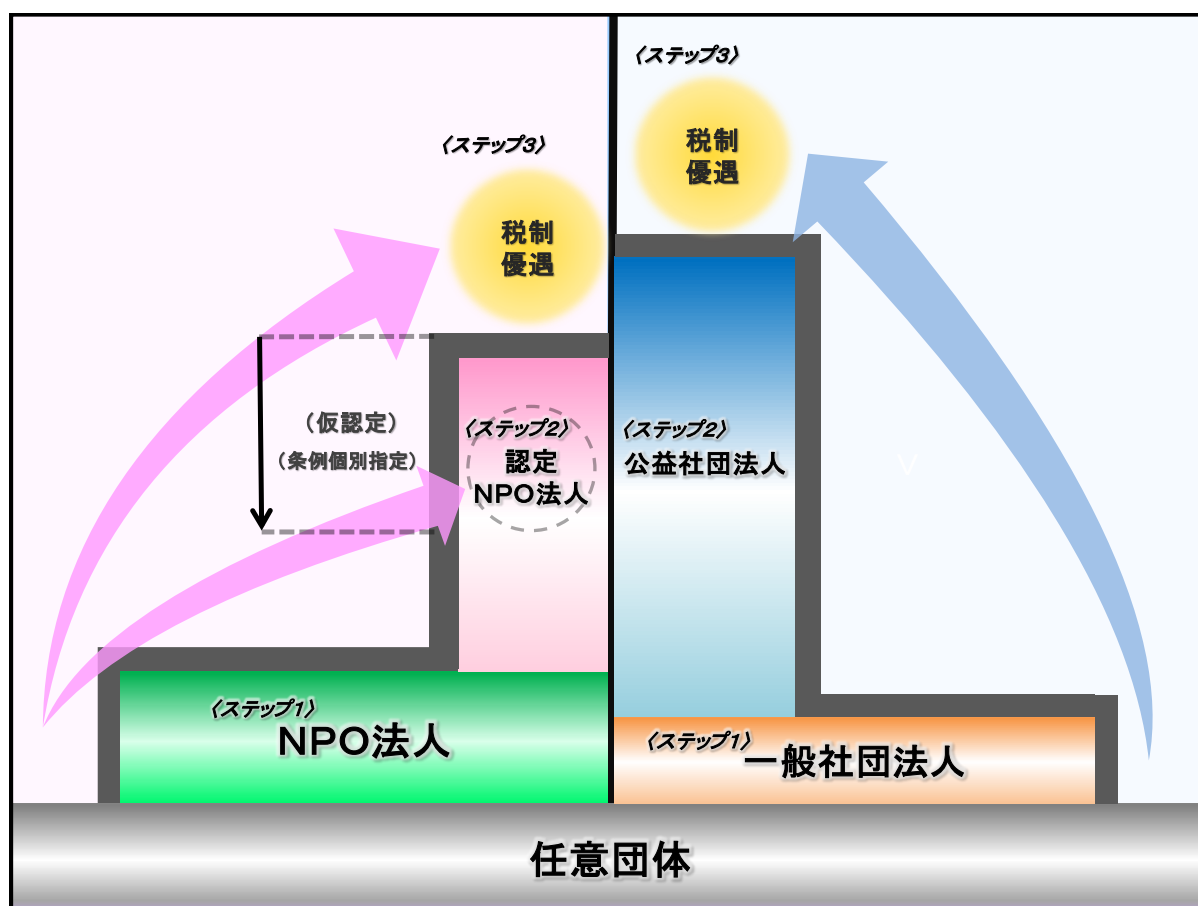 〈ステップ3〉
税制
優遇
（仮認定）
（条例個別指定）
〈ステップ2〉
認定
NPO法人
〈ステップ1〉
NPO法人
〈ステップ3〉
税制
優遇
〈ステップ2〉
公益社団法人
V
〈ステップ1〉
一般社団法人
任意団体